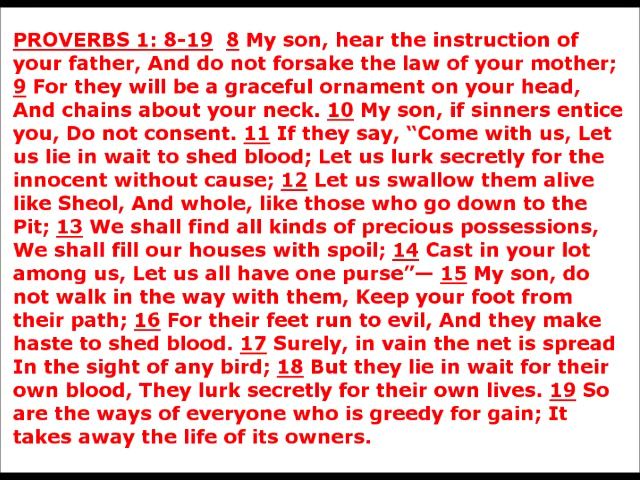 PROVERBS 1: 8-19  8 My son, hear the instruction of
your father, And do not forsake the law of your mother;
9 For they will be a graceful ornament on your head,
And chains about your neck. 10 My son, if sinners entice
you, Do not consent. 11 If they say, “Come with us, Let
us lie in wait to shed blood; Let us lurk secretly for the
innocent without cause; 12 Let us swallow them alive
like Sheol, And whole, like those who go down to the
Pit; 13 We shall find all kinds of precious possessions,
We shall fill our houses with spoil; 14 Cast in your lot
among us, Let us all have one purse”— 15 My son, do
not walk in the way with them, Keep your foot from
their path; 16 For their feet run to evil, And they make
haste to shed blood. 17 Surely, in vain the net is spread
In the sight of any bird; 18 But they lie in wait for their
own blood, They lurk secretly for their own lives. 19 So
are the ways of everyone who is greedy for gain; It
takes away the life of its owners.